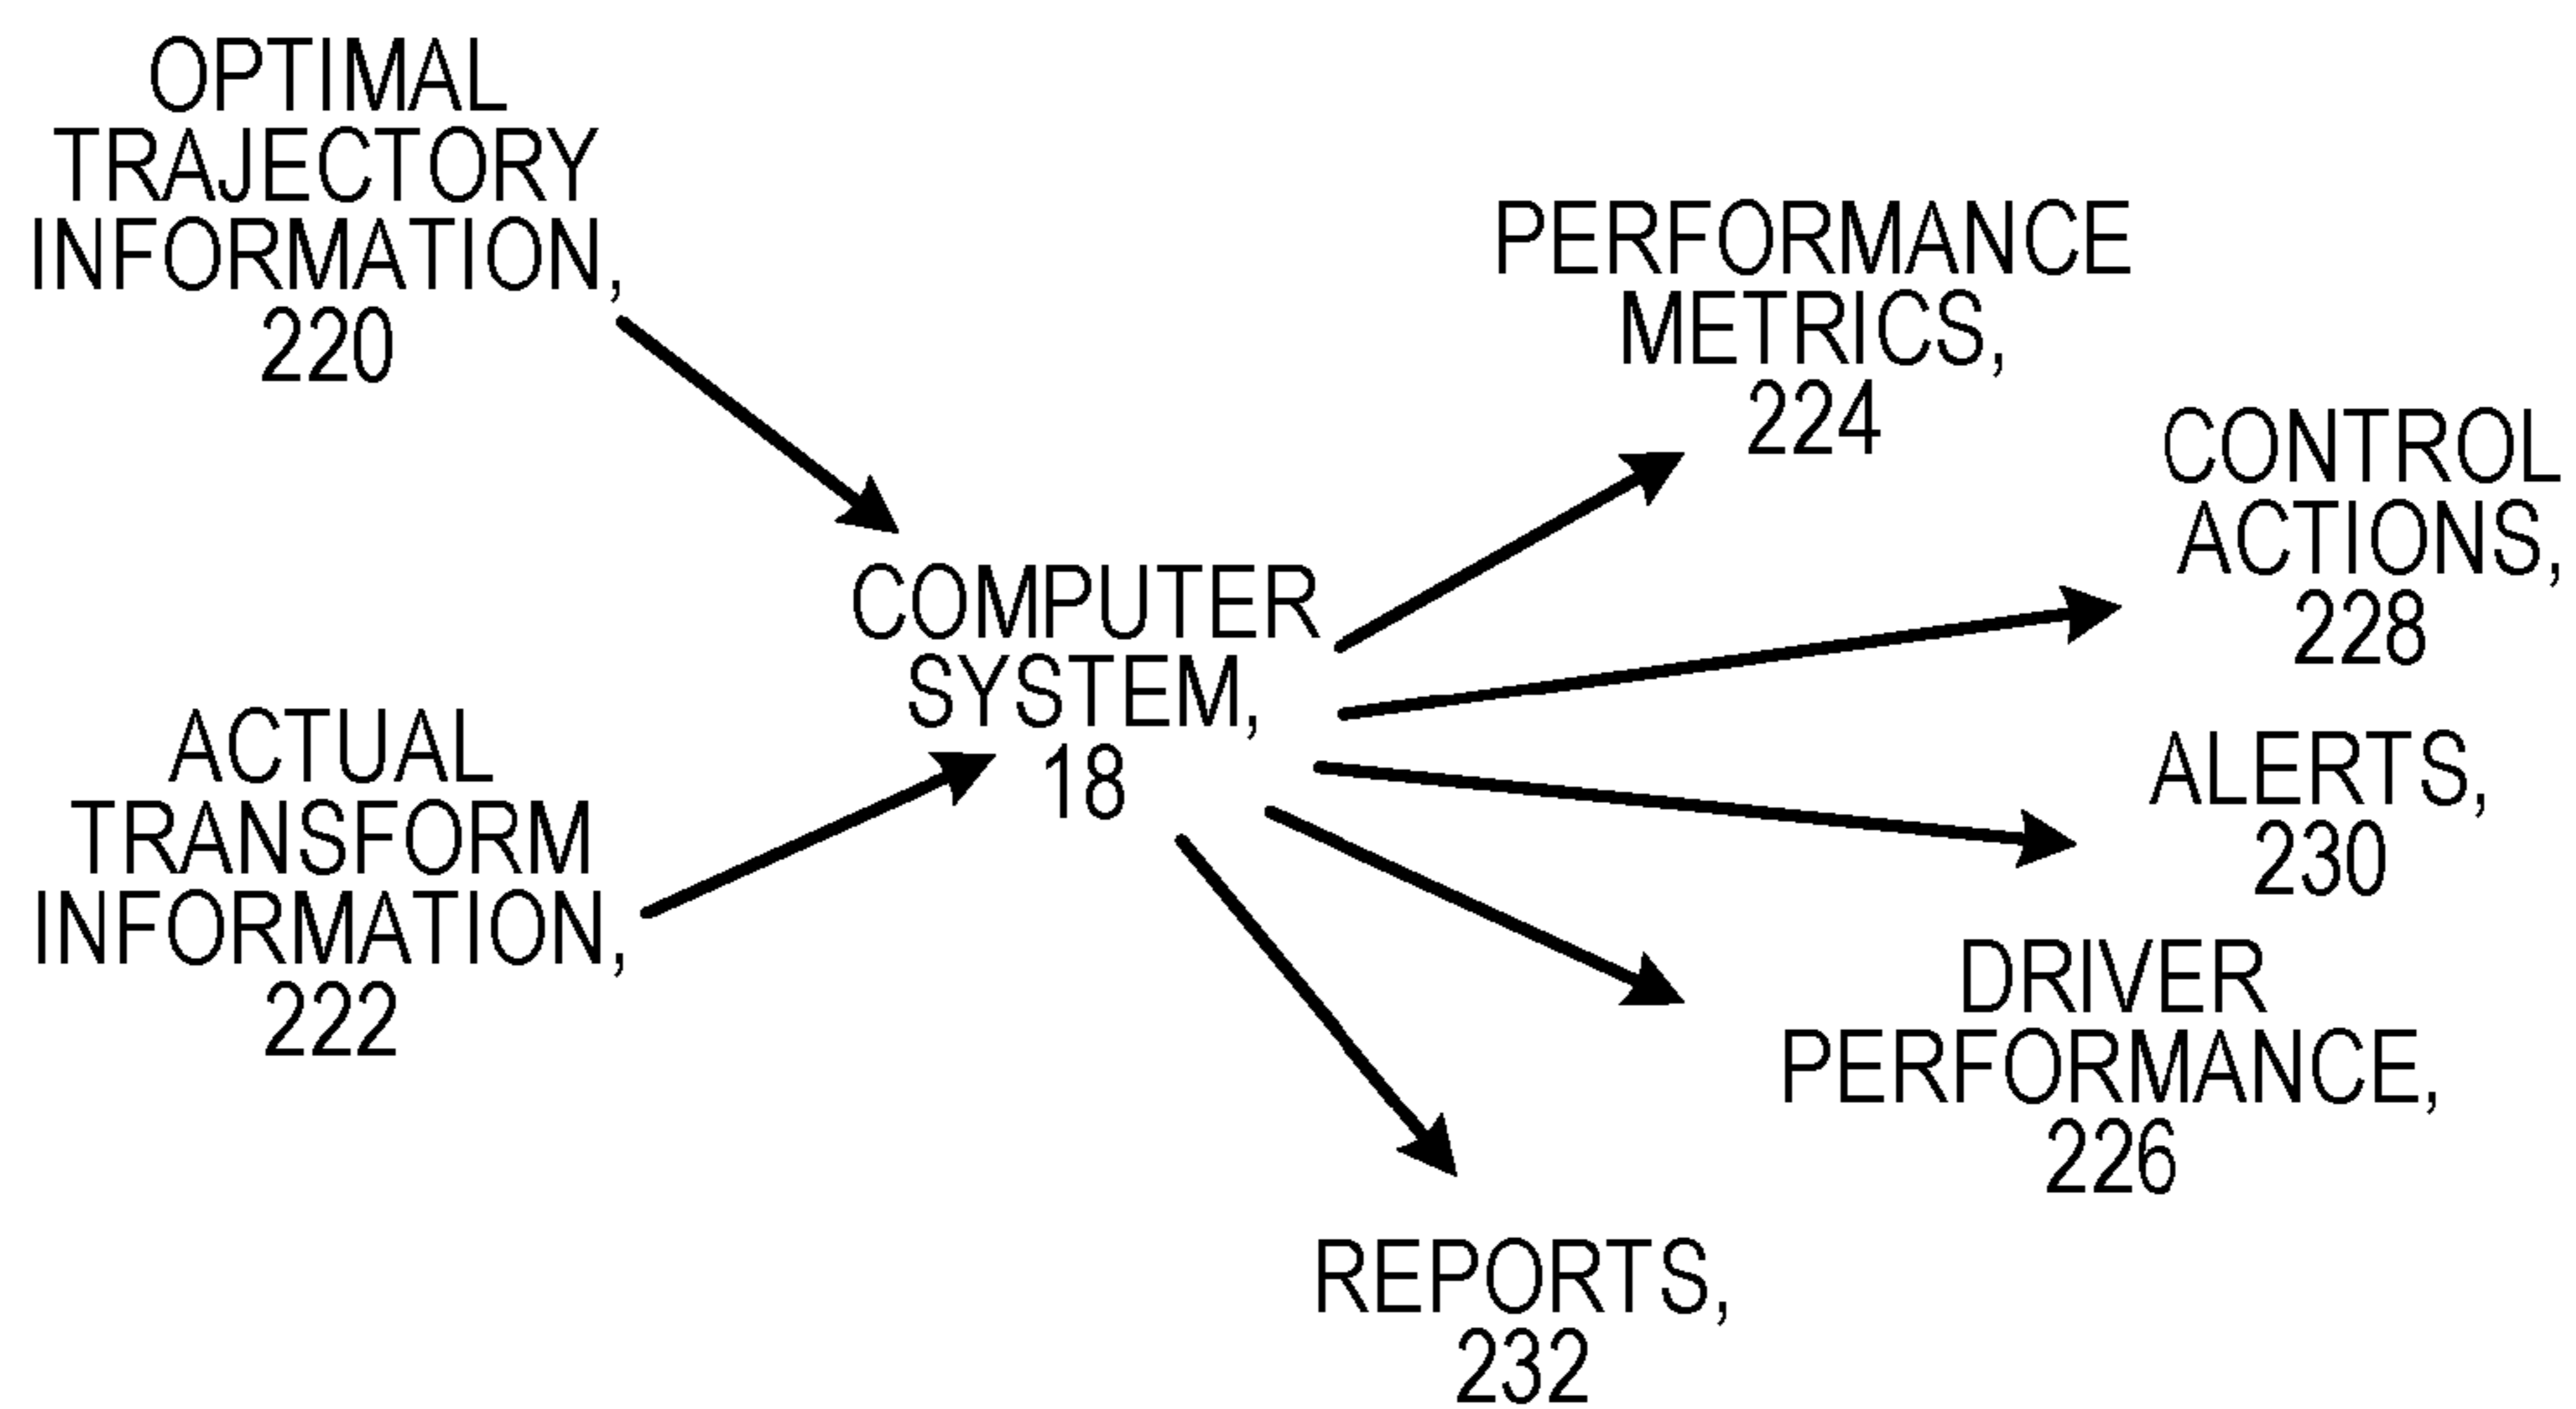 OPTIMAL
TRAJECTORY
INFORMATION,
220
PERFORMANCE
METRICS,
224
CONTROL
ACTIONS,
228
COMPUTER
SYSTEM,
18
ACTUAL
TRANSFORM
INFORMATION,
222
ALERTS,
230
DRIVER
PERFORMANCE,
226
REPORTS,
232